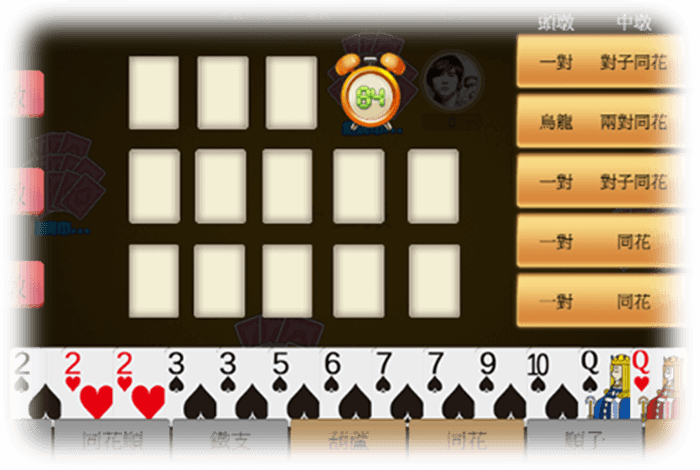 頭墩 中墩
84
一對 對子同花
烏龍 兩對同花
一對 對子同花
一對 同花
一對 同花
2 2 2 3 3 5 6 7 7 9 10 Q Q
同花順 鐵支 葫蘆 同花 順子